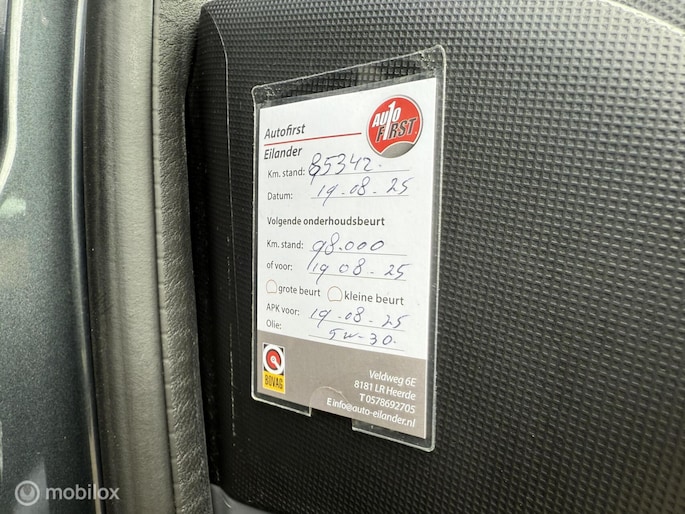 Autofirst
Eilander
AUTO
FIRST
Km. stand: 85342.
Datum: 19-08-25
Volgende onderhoudsbeurt
Km. stand: 98.000
of voor: 19 08-25
grote beurt kleine beurt
APK voor: 19-08-25
Olie: 5w-30.
BOVAG
Veldweg 6E
8181 LR Heerde
T 0578692705
E info@auto-eilander.nl
mobilox